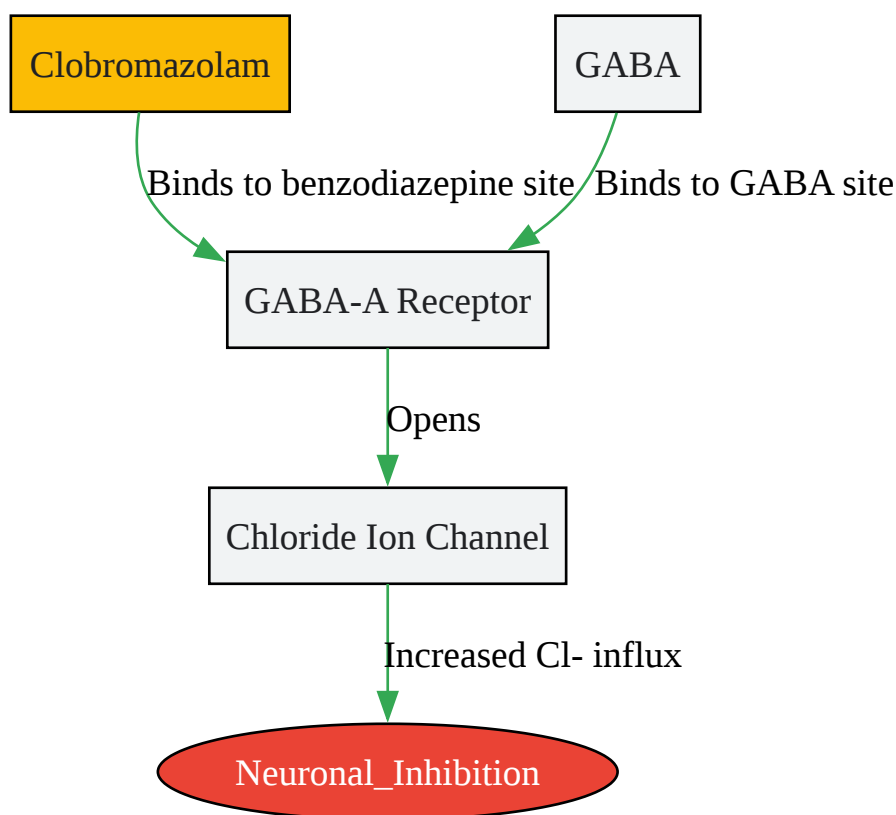 Clobromazolam
GABA
Binds to benzodiazepine site
Binds to GABA site
GABA-A Receptor
Opens
Chloride Ion Channel
Increased Cl- influx
Neuronal_Inhibition